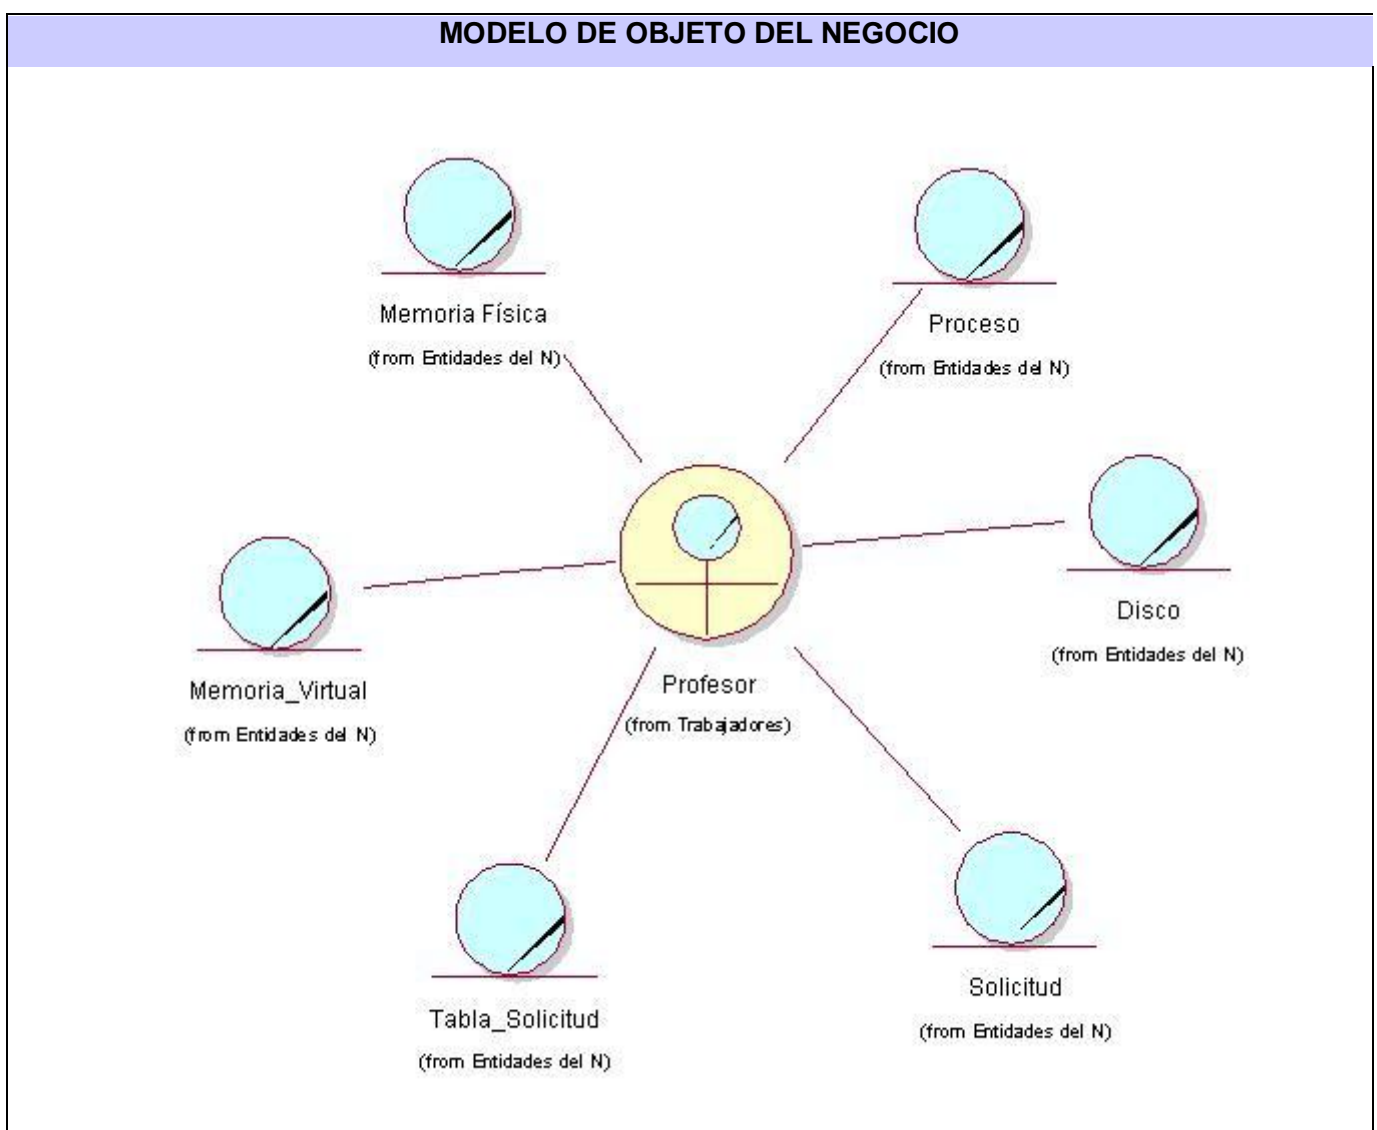 MODELO DE OBJETO DEL NEGOCIO
Memoria Física
(from Entidades del N)
Proceso
(from Entidades del N)
Disco
(from Entidades del N)
Memoria_Virtual
(from Entidades del N)
Profesor
(from Trabajadores)
Solicitud
(from Entidades del N)
Tabla_Solicitud
(from Entidades del N)